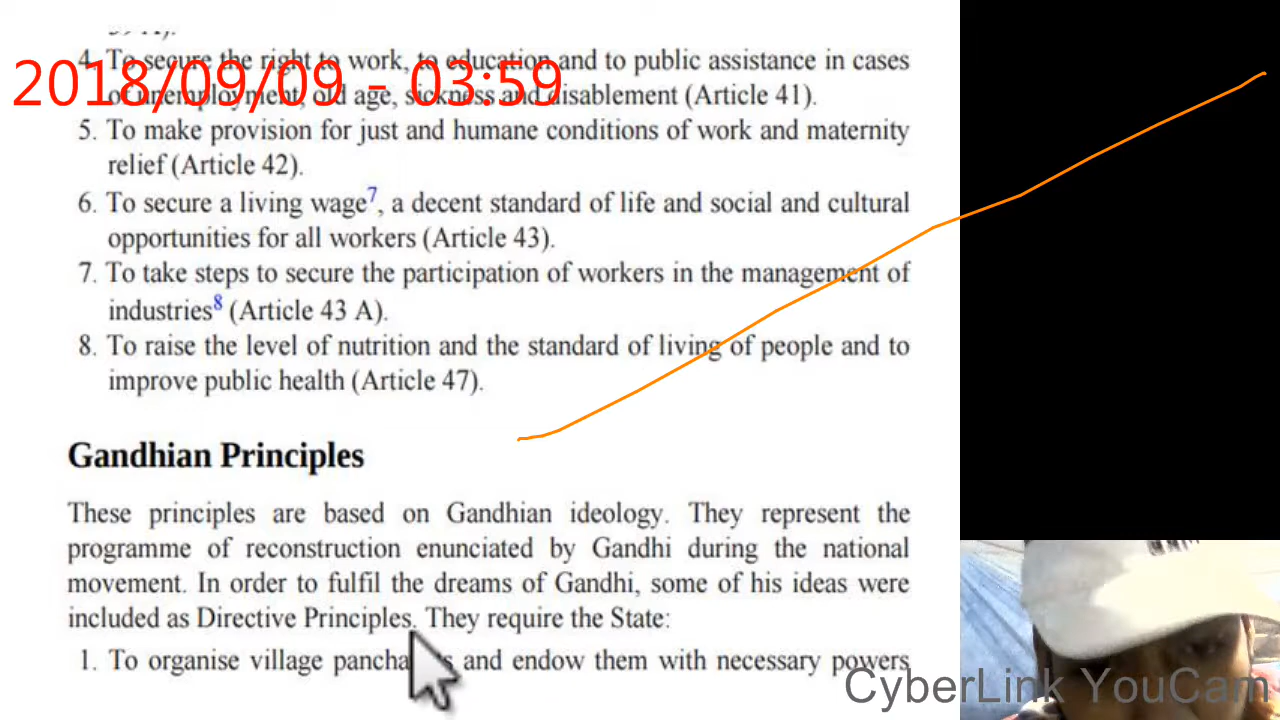 4. To secure the right to work, to education and to public assistance in cases
2018/09/09 - 03:59
of unemployment, old age, sickness and disablement (Article 41).
5. To make provision for just and humane conditions of work and maternity
relief (Article 42).
6. To secure a living wage7, a decent standard of life and social and cultural
opportunities for all workers (Article 43).
7. To take steps to secure the participation of workers in the management of
industries8 (Article 43 A).
8. To raise the level of nutrition and the standard of living of people and to
improve public health (Article 47).
Gandhian Principles
These principles are based on Gandhian ideology. They represent the
programme of reconstruction enunciated by Gandhi during the national
movement. In order to fulfil the dreams of Gandhi, some of his ideas were
included as Directive Principles. They require the State:
1. To organise village and endow them with necessary powers
CyberLink YouCam